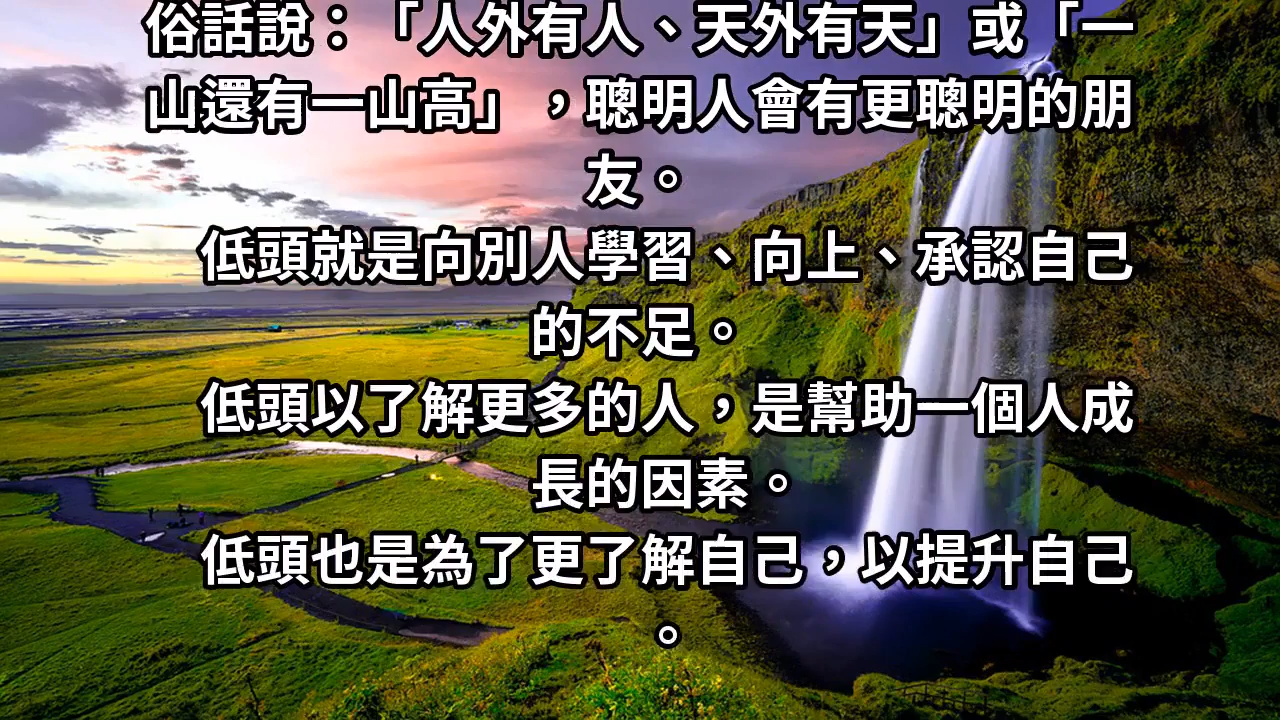 俗話說：「人外有人、天外有天」或「一
山還有一山高」，聰明人會有更聰明的朋
友。
低頭就是向別人學習、向上、承認自己
的不足。
低頭以了解更多的人，是幫助一個人成
長的因素。
低頭也是為了更了解自己，以提升自己
。